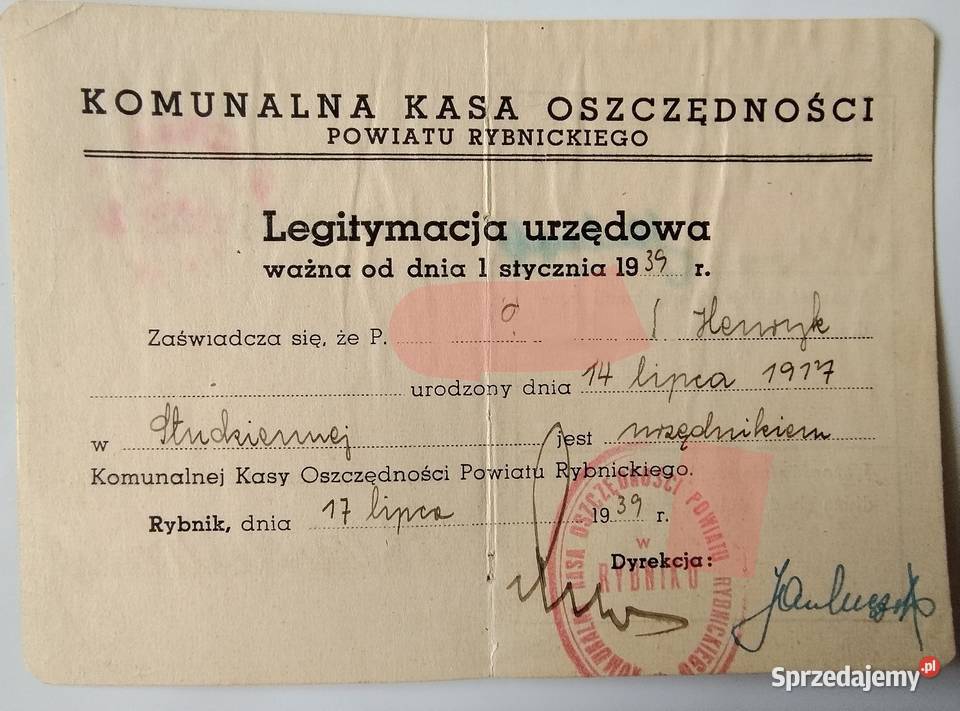 KOMUNALNA KASA OSZCZĘDNOŚCI
POWIATU RYBNICKIEGO
Legitymacja urzędowa
ważna od dnia 1 stycznia 1939 r.
Zaświadcza się, że P. Henryk
urodzony dnia 14 lipca 1917
w Studziennej jest urzędnikiem
Komunalnej Kasy Oszczędności Powiatu Rybnickiego.
Rybnik, dnia 17 lipca 1939 r.
Dyrekcja:
KOMUNALNA KASA OSZCZĘDNOŚCI POWIATU RYBNICKIEGO
w
RYBNIKU
Sprzedajemy.pl